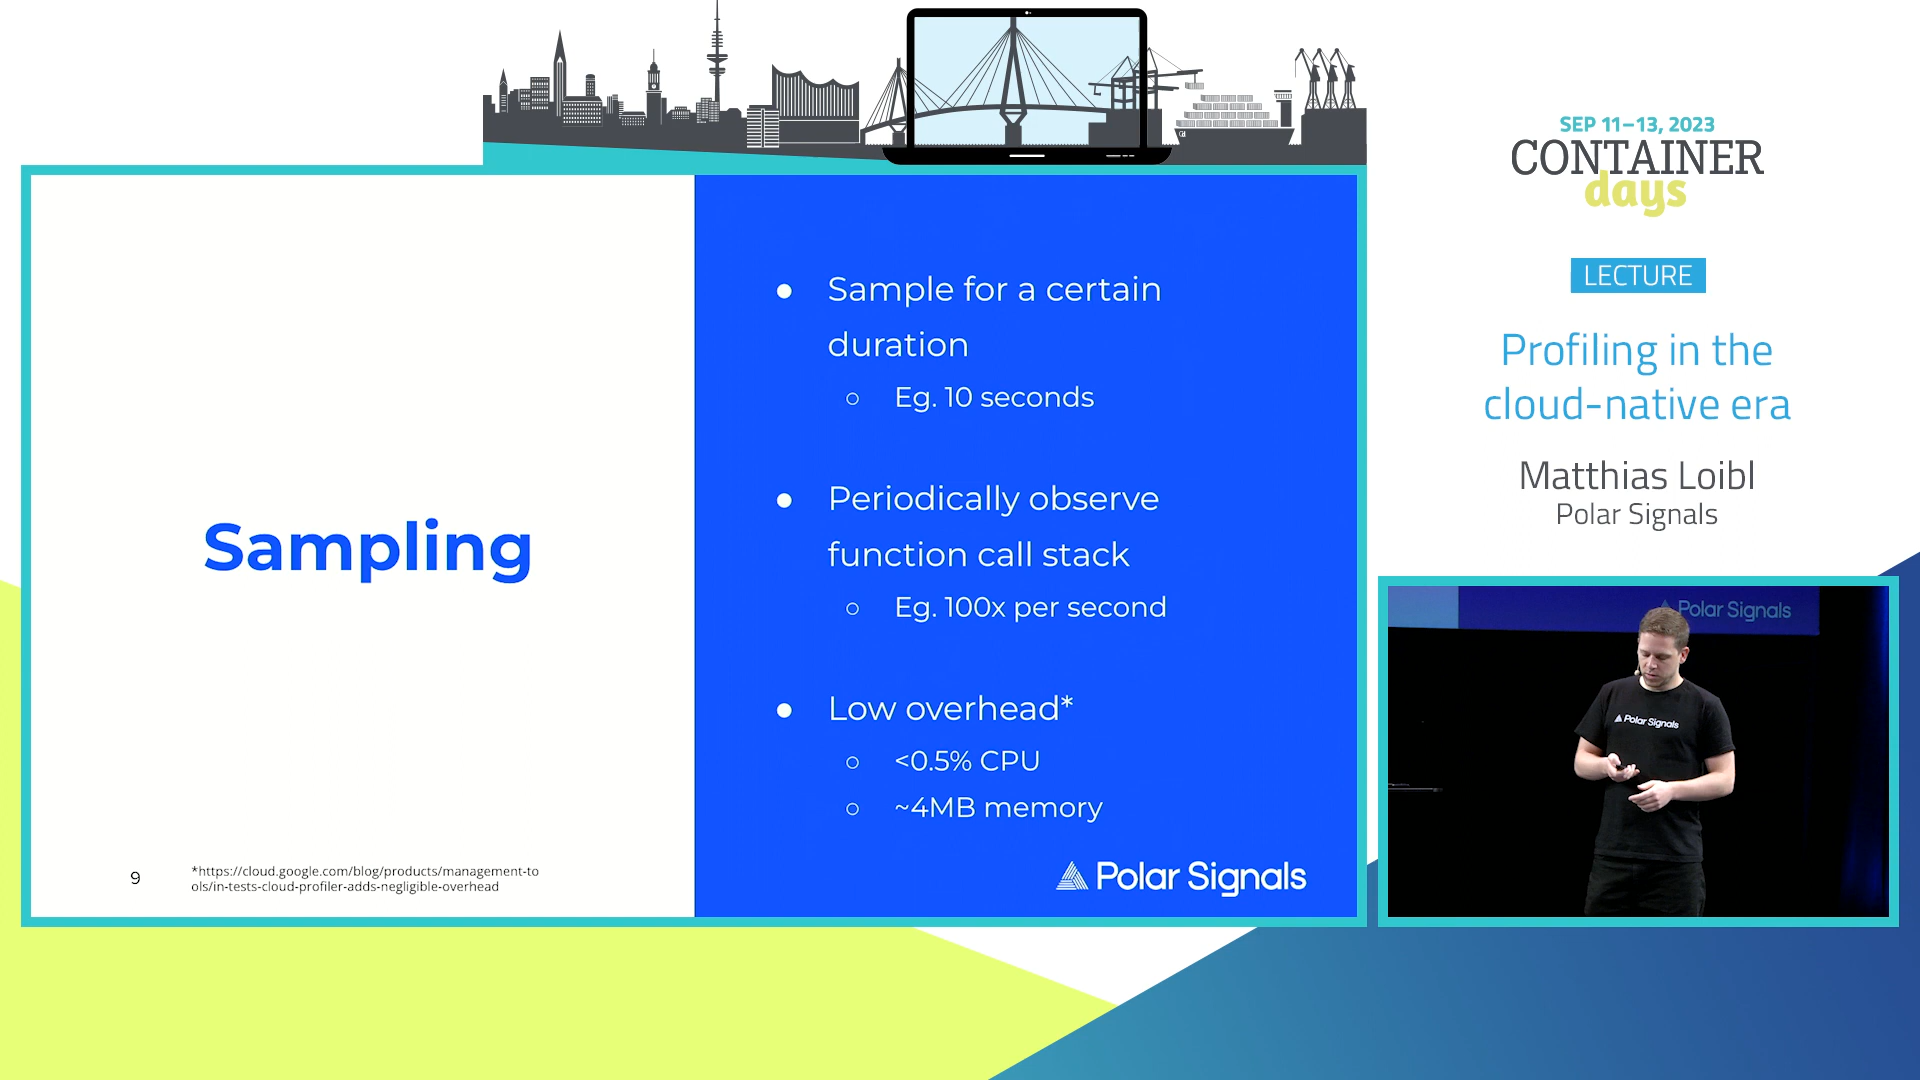 SEP 11–13, 2023
CONTAINER
days
LECTURE
Profiling in the
cloud-native era
Matthias Loibl
Polar Signals
Sampling
9
*https://cloud.google.com/blog/products/management-to
ols/in-tests-cloud-profiler-adds-negligible-overhead
Sample for a certain
duration
Eg. 10 seconds
Periodically observe
function call stack
Eg. 100x per second
Low overhead*
<0.5% CPU
~4MB memory
Polar Signals
Polar Signals
Polar Signals